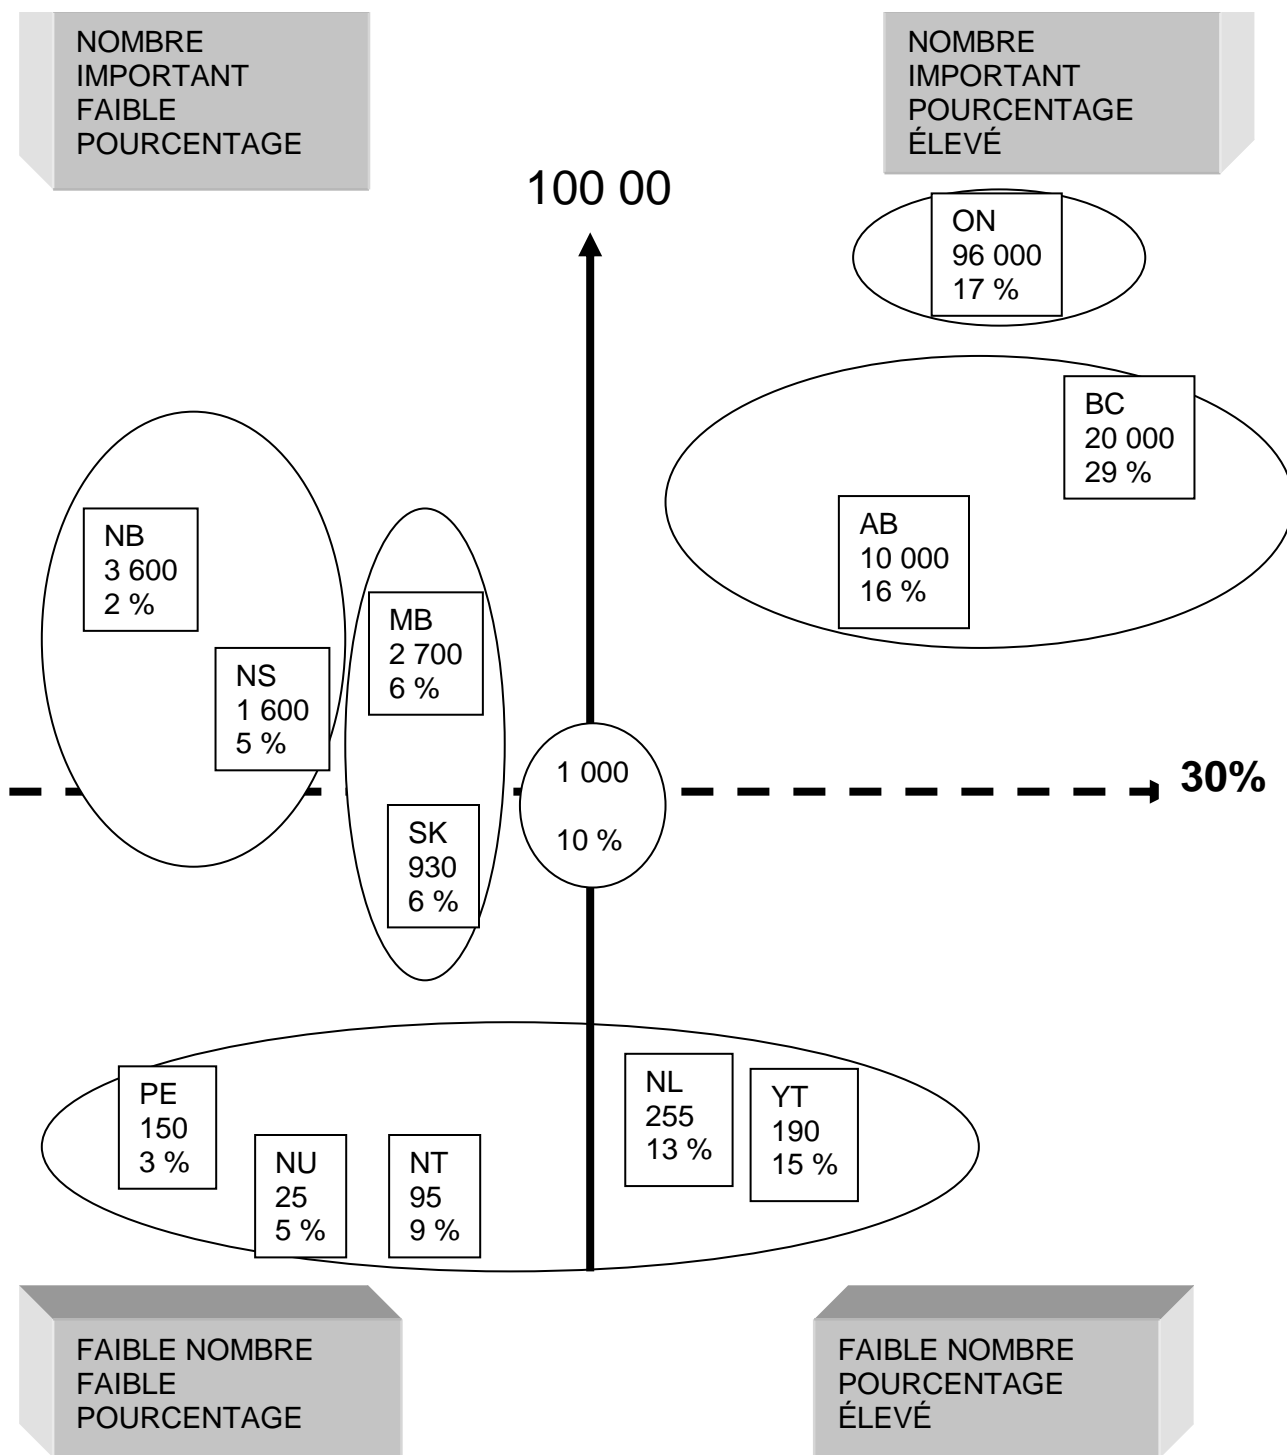 NOMBRE
IMPORTANT
FAIBLE
POURCENTAGE
NOMBRE
IMPORTANT
POURCENTAGE
ÉLEVÉ
100 00
ON
96 000
17 %
BC
20 000
29 %
AB
10 000
16 %
NB
3 600
2 %
MB
2 700
6 %
NS
1 600
5 %
1 000
10 %
30%
SK
930
6 %
PE
150
3 %
NU
25
5 %
NT
95
9 %
NL
255
13 %
YT
190
15 %
FAIBLE NOMBRE
FAIBLE
POURCENTAGE
FAIBLE NOMBRE
POURCENTAGE
ÉLEVÉ